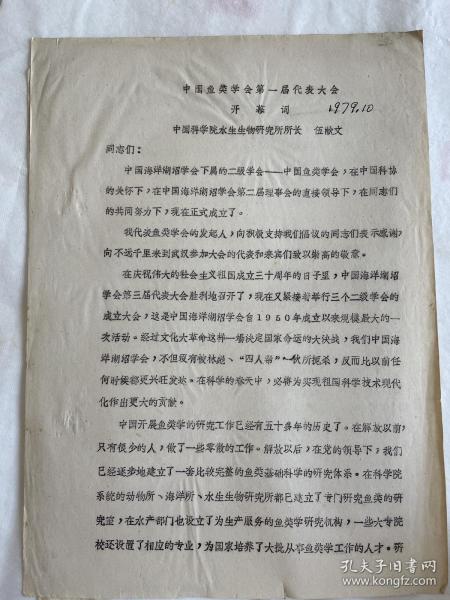 中国鱼类学会第一届代表大会
开幕词 1979.10
中国科学院水生生物研究所所长 伍献文
同志们：
中国海洋湖沼学会下属的二级学会——中国鱼类学会，在中国科协
的关怀下，在中国海洋湖沼学会第二届理事会的直接领导下，在同志们
的共同努力下，现在正式成立了。
我代表鱼类学会的发起人，向积极支持我们倡议的同志们表示感谢，
向不远千里来到武汉参加大会的代表和来宾们致以崇高的敬意。
在庆祝伟大的社会主义祖国成立三十周年的日子里，中国海洋湖沼
学会第三届代表大会胜利地召开了，我在又紧接着举行三个二级学会的
成立大会，这是中国海洋湖沼学会自1950年成立以来规模最大的一
次活动。经过文化大革命这样一场决定国家命运的大决战，我们中国海
洋湖沼学会，不但没有被林彪、“四人帮”一伙所扼杀，反而比以前任
何时候都更兴旺发达。在科学的春天中，必将为实现祖国科学技术现代
化作出更大的贡献。
中国开展鱼类学的研究工作已经有五十多年的历史了。在解放以前，
只有很少的人，做了一些零散的工作。解放以后，在党的领导下，我们
已经逐步地建立了一套比较完整的鱼类基础科学的研究体系。在科学院
系统的动物所、海洋所、水生生物研究所都已建立了专门研究鱼类的研
究室，在水产部门也设立了为生产服务的鱼类学研究机构，一些大专院
校还设置了相应的专业，为国家培养了大批从事鱼类学工作的人才。研
孔夫子旧书网